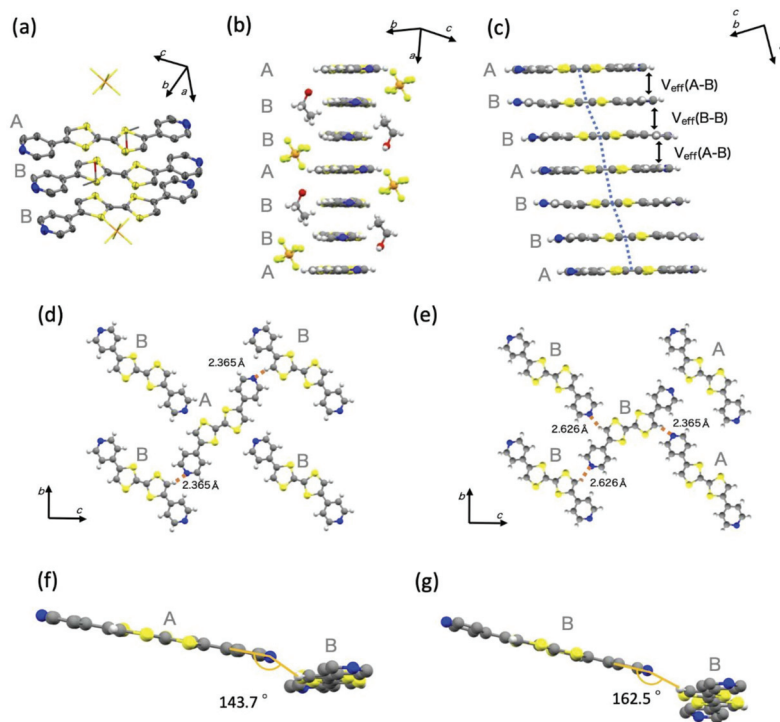 (a)
c
b
a
A
B
B
(b)
b
c
a
A
B
B
A
B
B
A
(c)
c
b
A
B
B
A
B
B
A
Veff(A-B)
Veff(B-B)
Veff(A-B)
(d)
B
B
2.365 Å
A
B
B
2.365 Å
b
c
(e)
B
A
B
2.626 Å
2.365 Å
B
A
2.626 Å
b
c
(f)
A
B
143.7 °
(g)
B
B
162.5 °